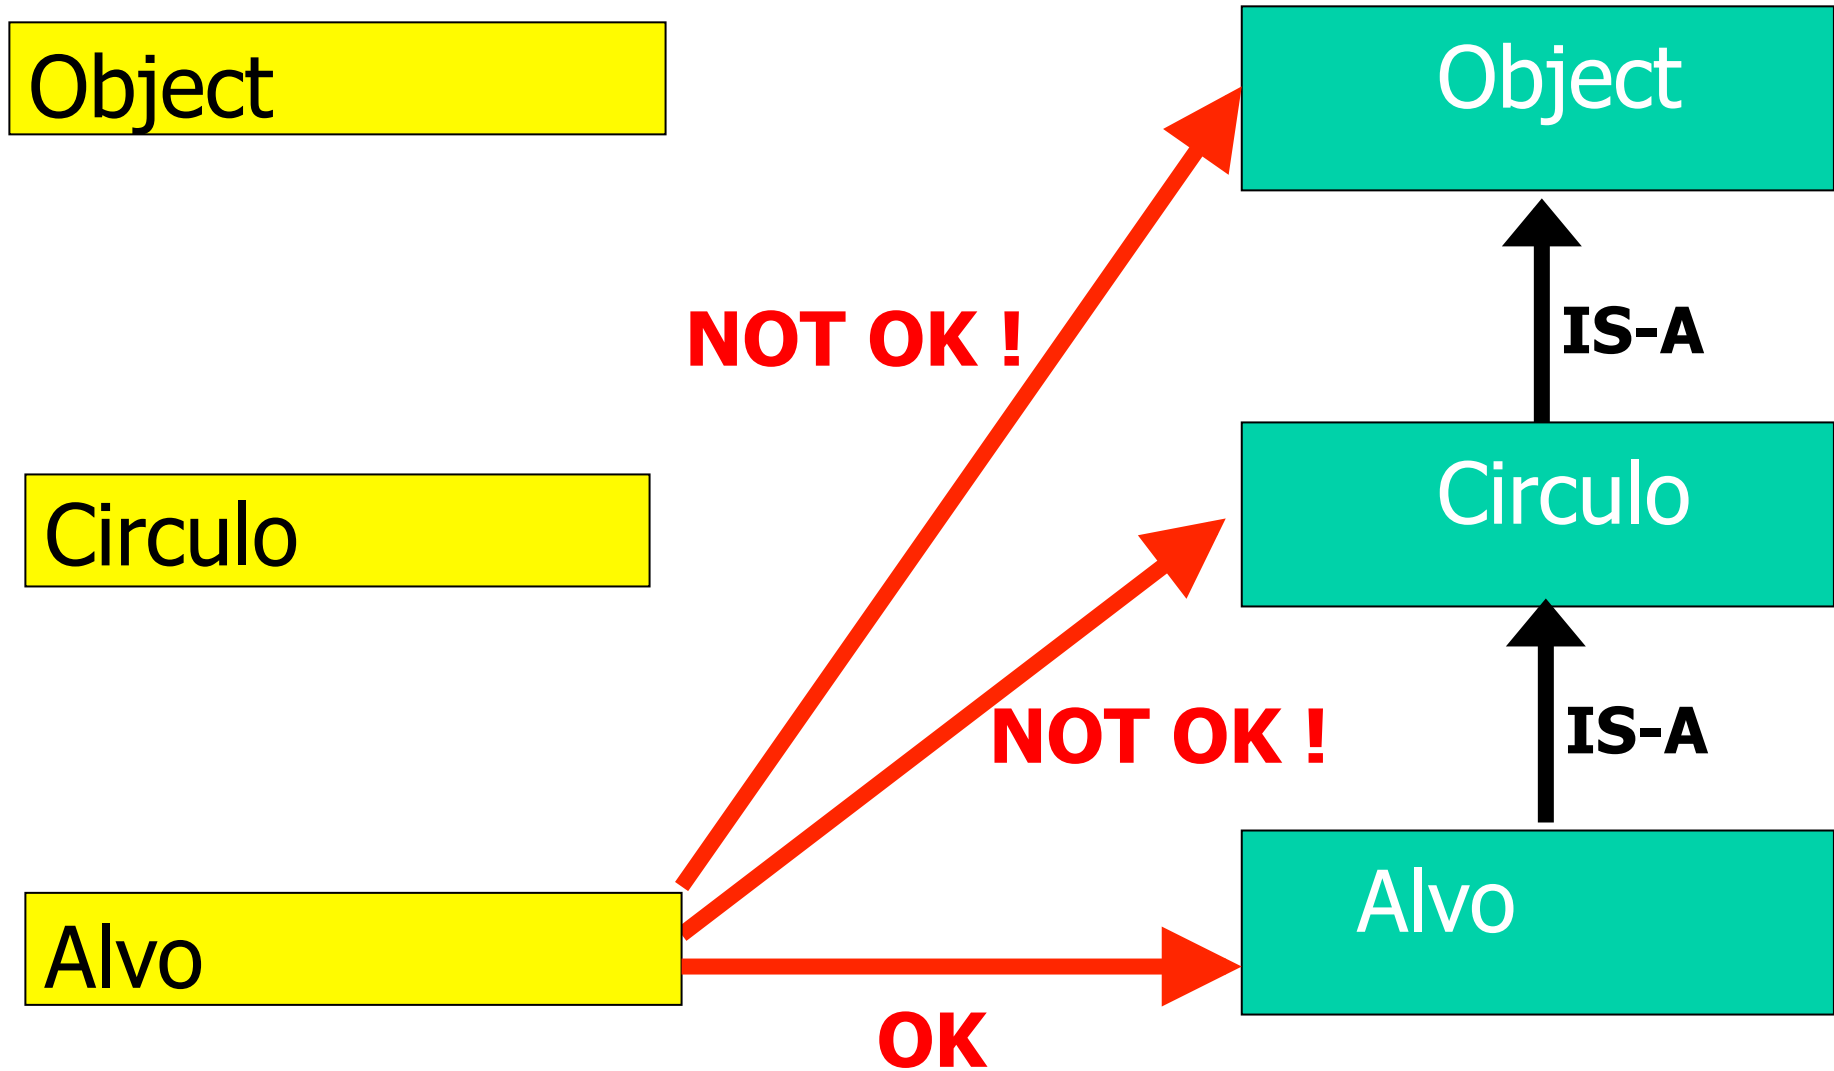 Object
Object
NOT OK !
IS-A
Circulo
Circulo
NOT OK !
IS-A
Alvo
Alvo
OK